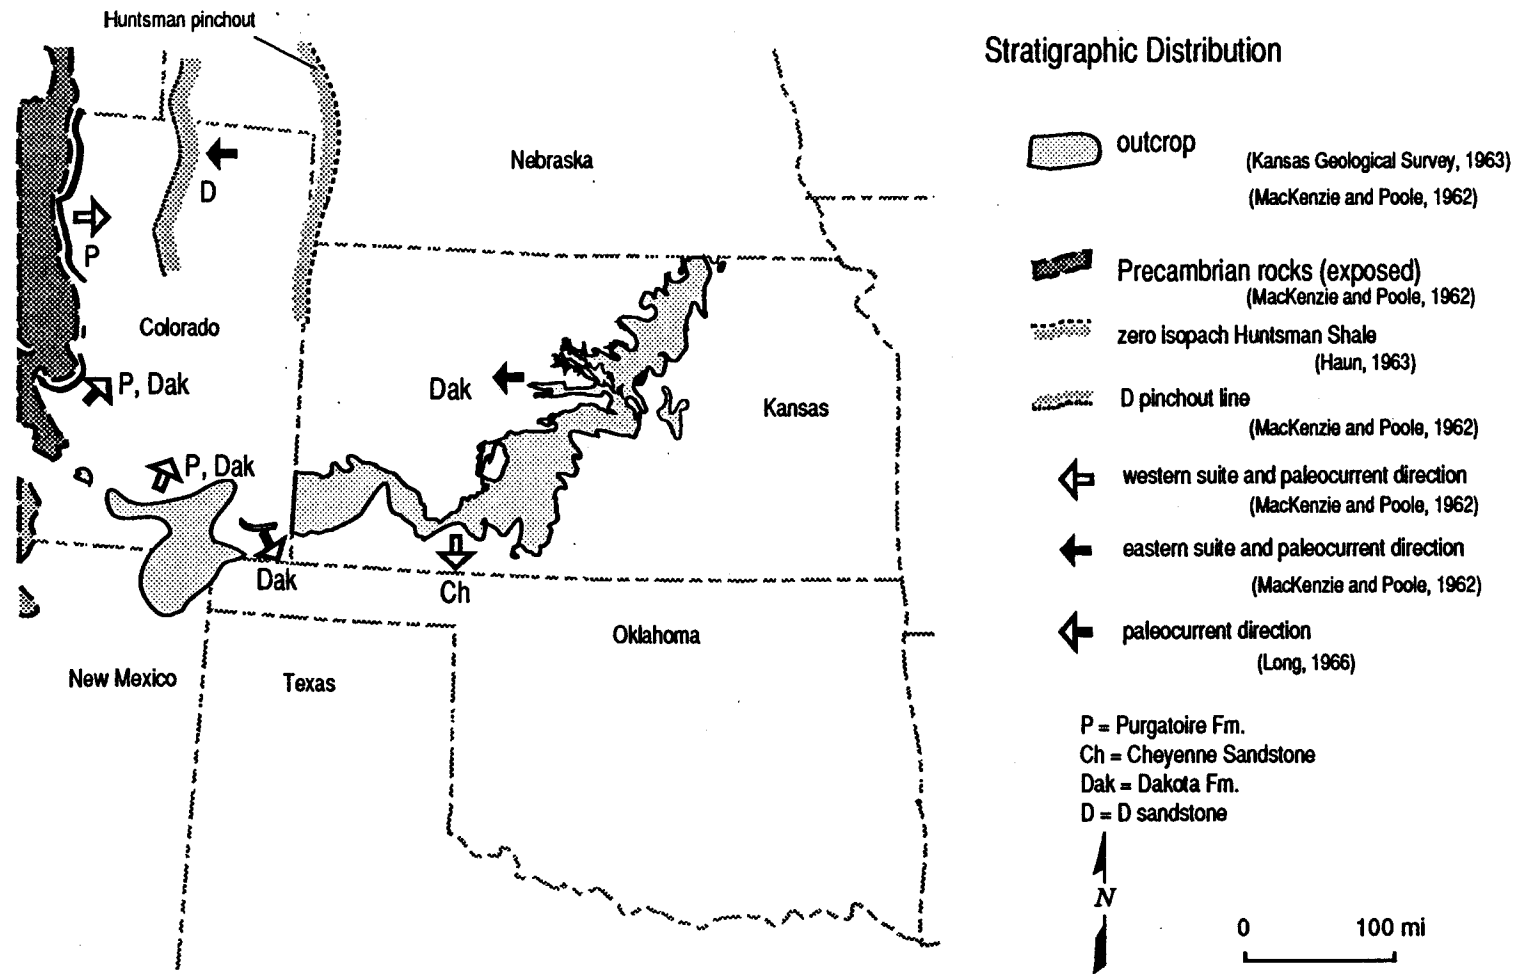 Huntsman pinchout
Nebraska
D
P
Colorado
P, Dak
Dak
Kansas
P, Dak
Dak
Ch
Oklahoma
New Mexico
Texas
Stratigraphic Distribution
outcrop
(Kansas Geological Survey, 1963)
(MacKenzie and Poole, 1962)
Precambrian rocks (exposed)
(MacKenzie and Poole, 1962)
zero isopach Huntsman Shale
(Haun, 1963)
D pinchout line
(MacKenzie and Poole, 1962)
western suite and paleocurrent direction
(MacKenzie and Poole, 1962)
eastern suite and paleocurrent direction
(MacKenzie and Poole, 1962)
paleocurrent direction
(Long, 1966)
P = Purgatoire Fm.
Ch = Cheyenne Sandstone
Dak = Dakota Fm.
D = D sandstone
N
0 100 mi